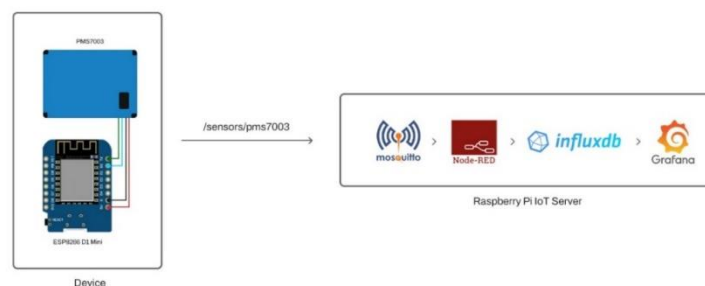 PMS7003
ESP8266 D1 Mini
Device
/sensors/pms7003
mosquitto
Node-RED
influxdb
Grafana
Raspberry Pi IoT Server